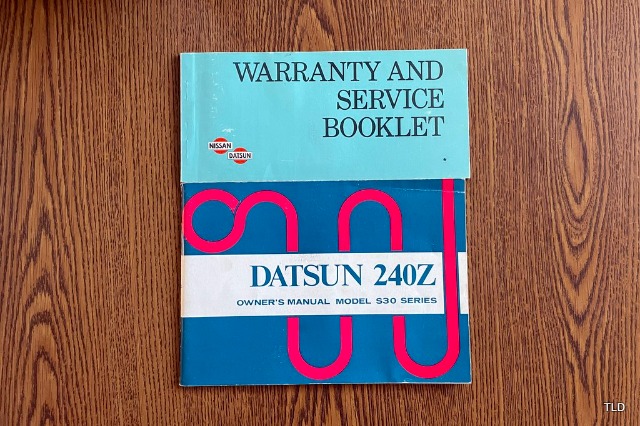 WARRANTY AND
SERVICE
BOOKLET
NISSAN
DATSUN
DATSUN 240Z
OWNER'S MANUAL MODEL S30 SERIES
TLD